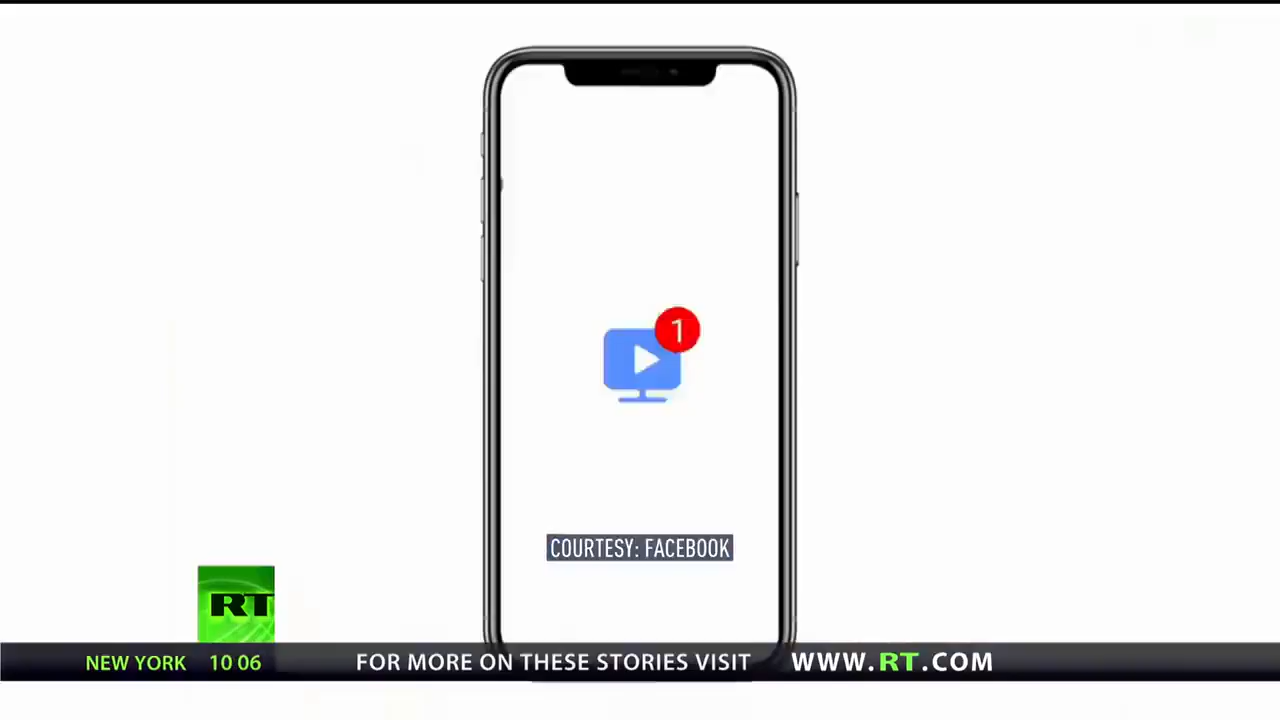 1
COURTESY: FACEBOOK
RT
NEW YORK 10 06 FOR MORE ON THESE STORIES VISIT WWW.RT.COM